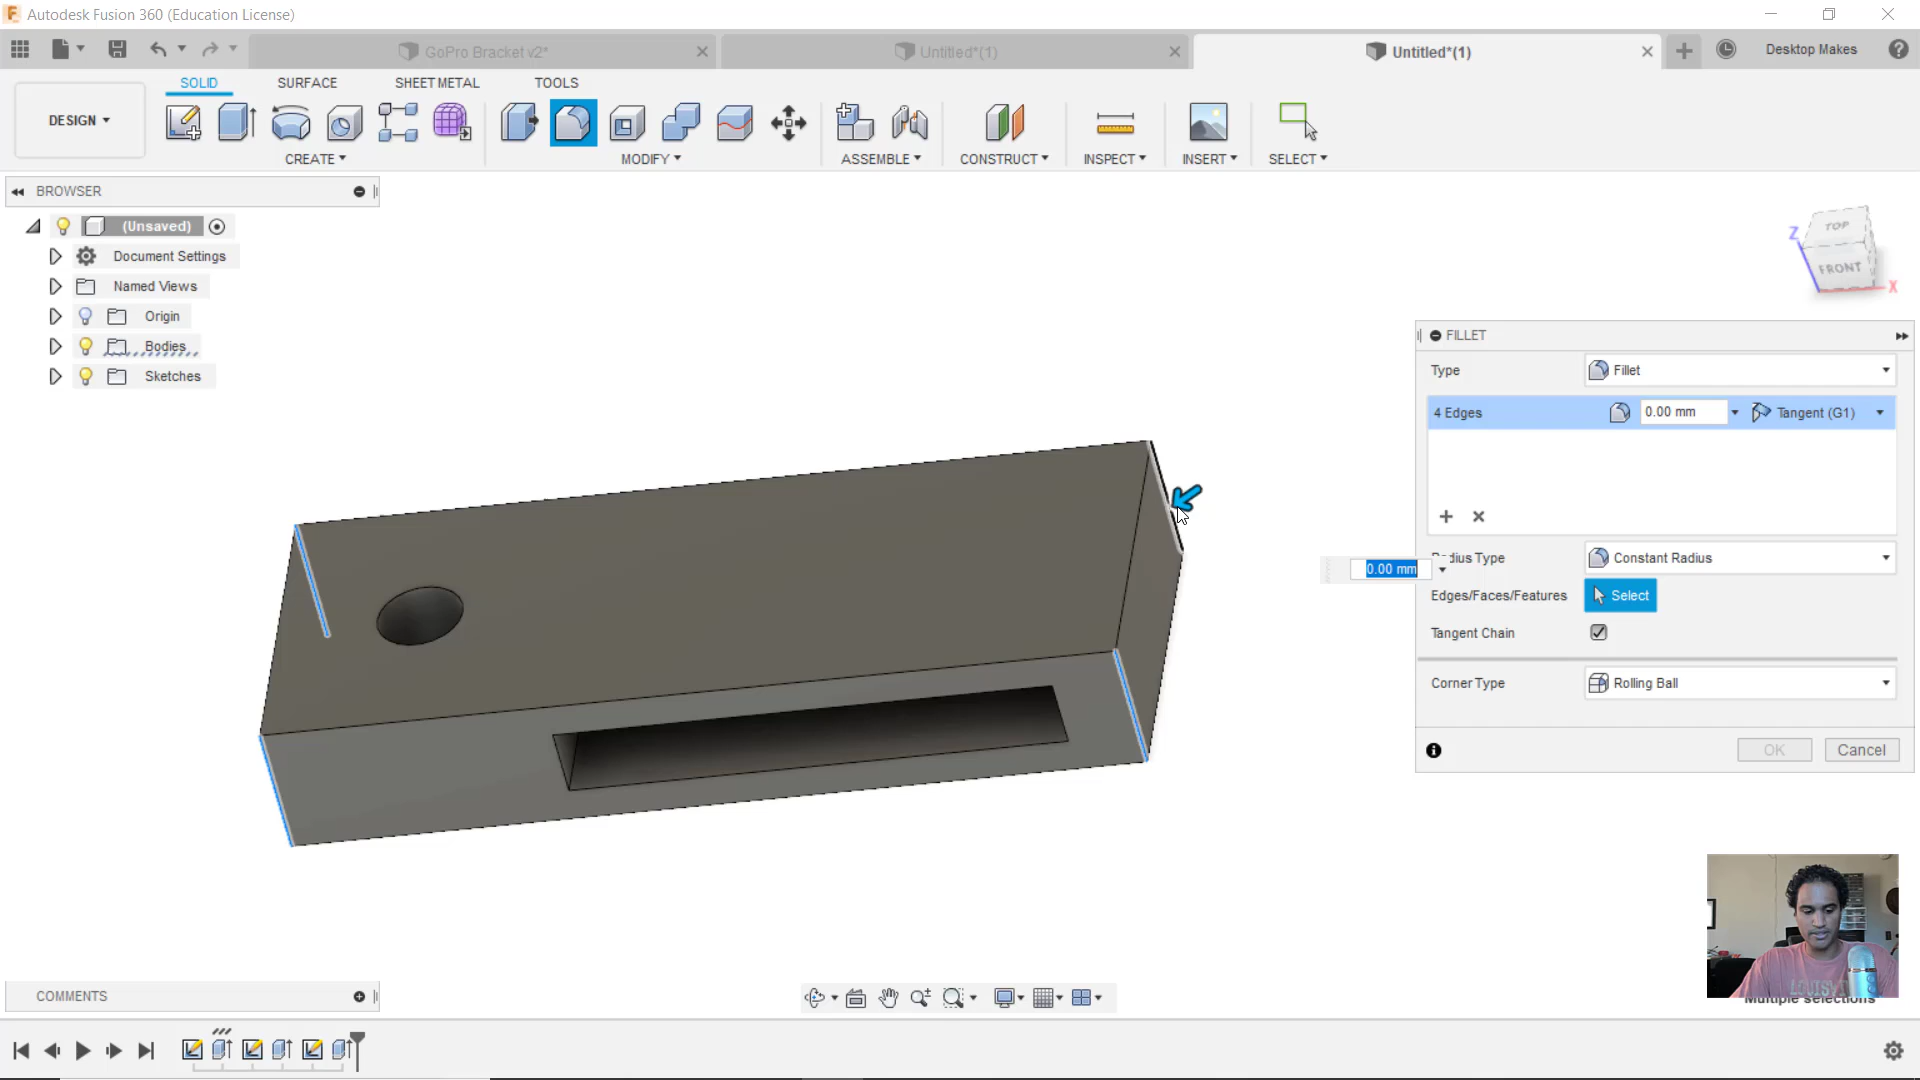 Autodesk Fusion 360 (Education License)
GoPro Bracket v2*
Untitled*(1)
Untitled*(1)
Desktop Makes
SOLID
SURFACE
SHEET METAL
TOOLS
DESIGN
CREATE
MODIFY
ASSEMBLE
CONSTRUCT
INSPECT
INSERT
SELECT
BROWSER
(Unsaved)
Document Settings
Named Views
Origin
Bodies
Sketches
TOP
FRONT
Z
X
FILLET
Type
Fillet
4 Edges
0.00 mm
Tangent (G1)
0.00 mm
dius Type
Constant Radius
Edges/Faces/Features
Select
Tangent Chain
Corner Type
Rolling Ball
OK
Cancel
Multiple selections
COMMENTS